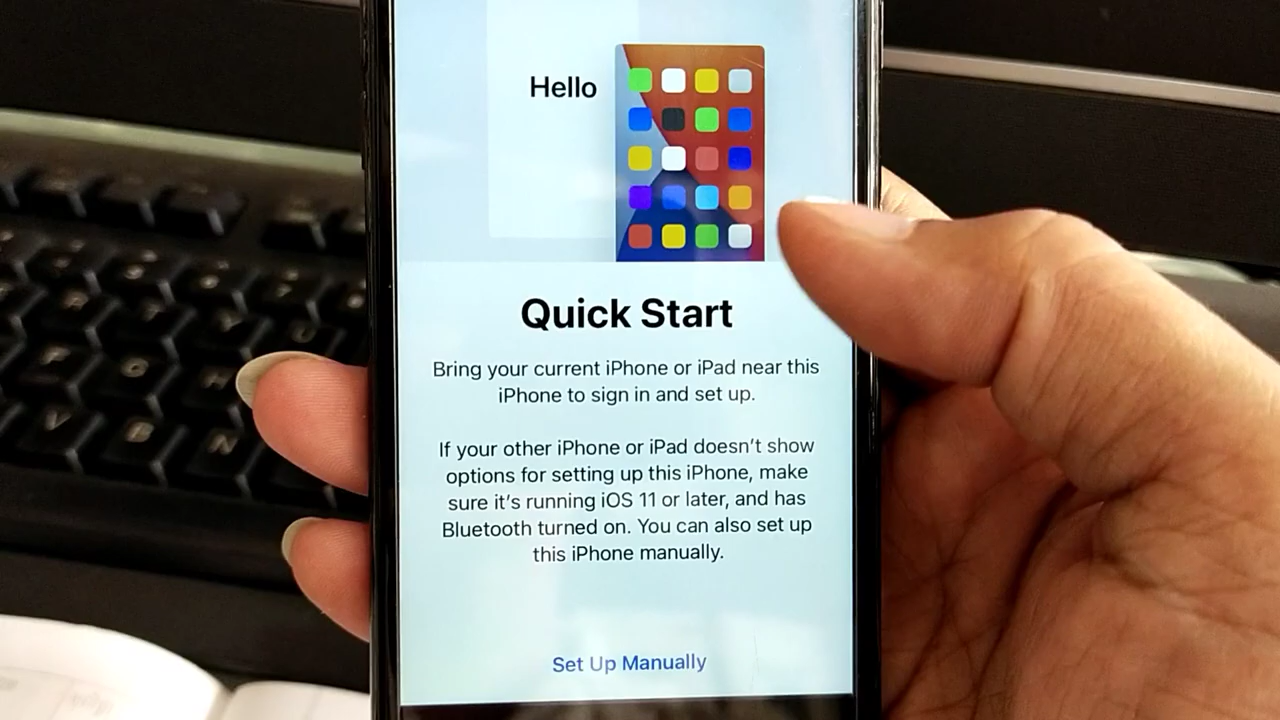 Hello
Quick Start
Bring your current iPhone or iPad near this
iPhone to sign in and set up.
If your other iPhone or iPad doesn't show
options for setting up this iPhone, make
sure it's running iOS 11 or later, and has
Bluetooth turned on. You can also set up
this iPhone manually.
Set Up Manually
F
G
H
V
B
N